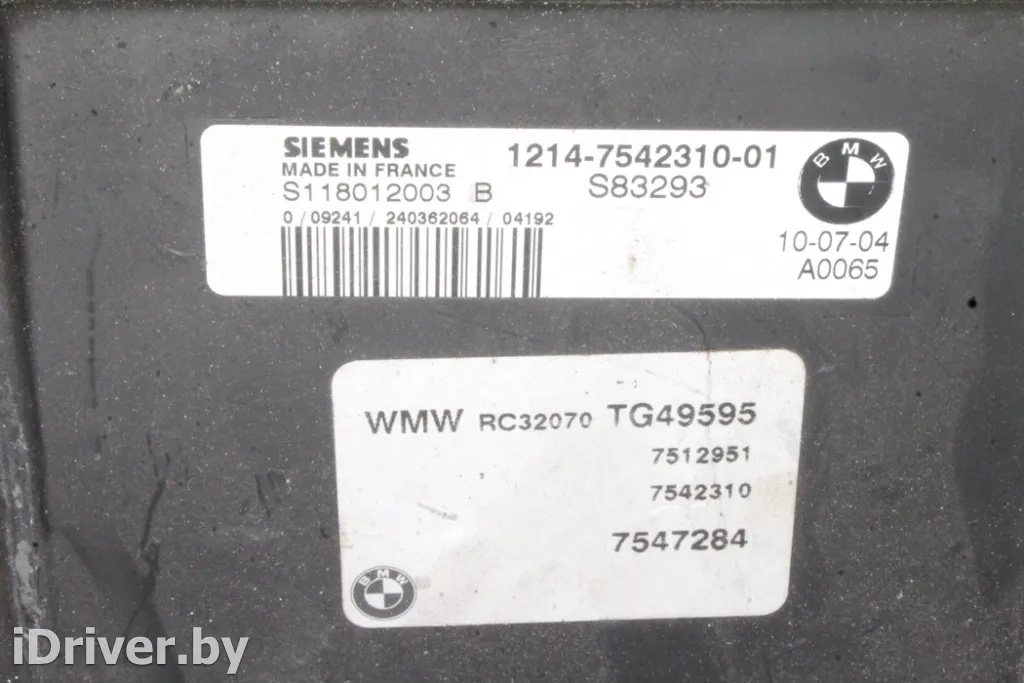 SIEMENS
MADE IN FRANCE
S118012003 B
0 / 09241 / 240362064 / 04192
1214-7542310-01
S83293
BMW
10-07-04
A0065
WMW RC32070 TG49595
7512951
7542310
7547284
BMW
iDriver.by